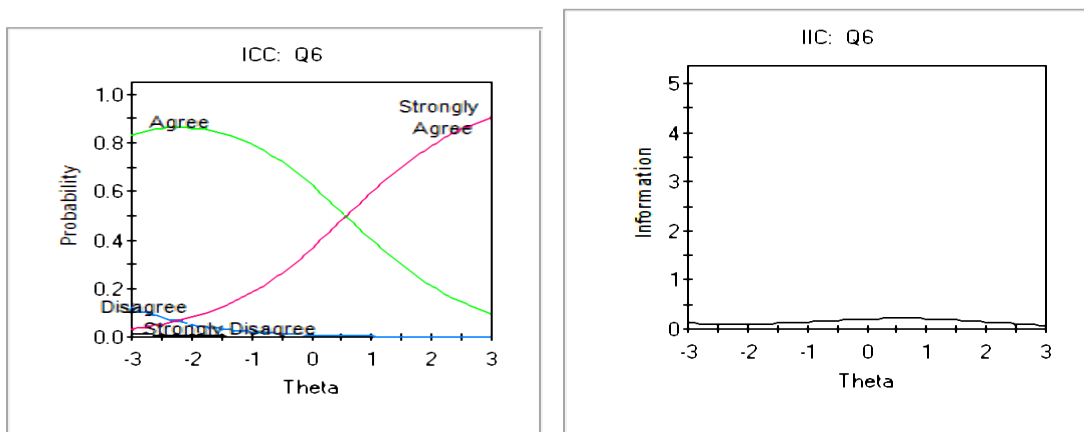 ICC: Q6
1.0
0.8
0.6
0.4
0.2
0.0
Probability
Agree
Strongly
Agree
Disagree
Strongly Disagree
-3 -2 -1 0 1 2 3
Theta
IIC: Q6
5
4
3
2
1
0
Information
-3 -2 -1 0 1 2 3
Theta